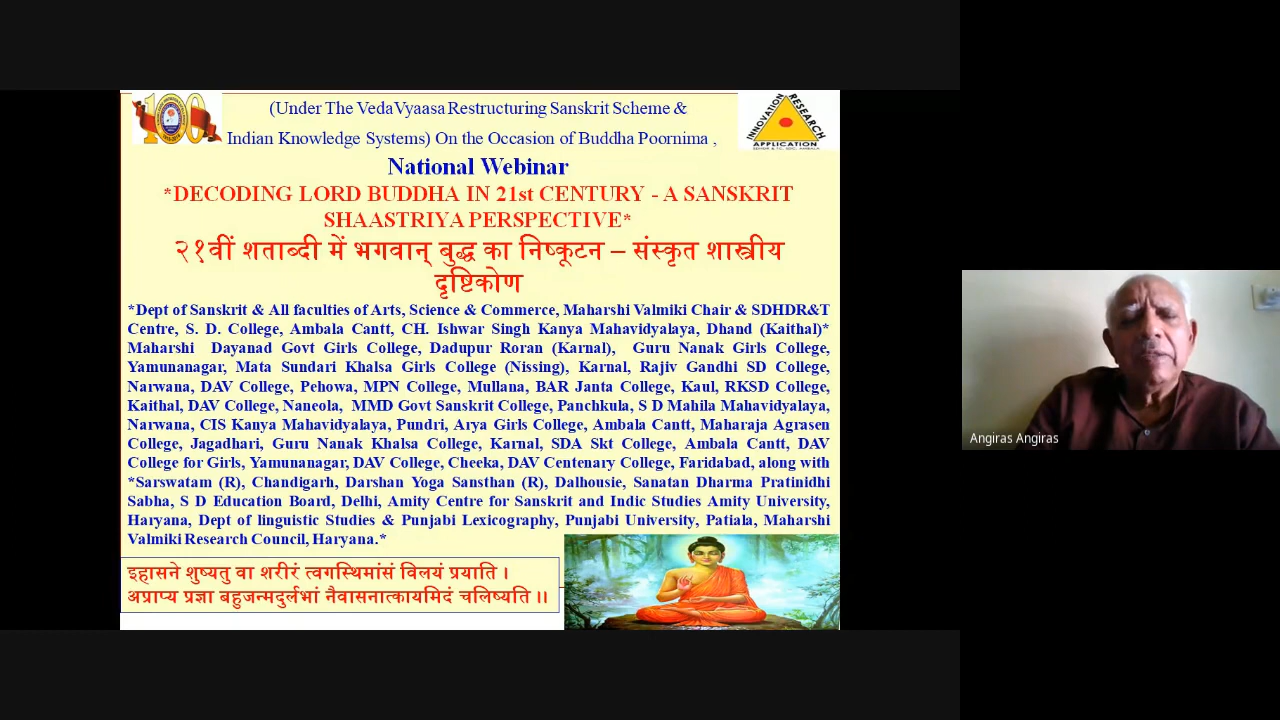 100
(Under The VedaVyaasa Restructuring Sanskrit Scheme &
Indian Knowledge Systems) On the Occasion of Buddha Poornima ,
INNOVATION RESEARCH
APPLICATION
National Webinar
*DECODING LORD BUDDHA IN 21st CENTURY - A SANSKRIT
SHAASTRIYA PERSPECTIVE*
२१वीं शताब्दी में भगवान् बुद्ध का निष्कूटन – संस्कृत शास्त्रीय
दृष्टिकोण
*Dept of Sanskrit & All faculties of Arts, Science & Commerce, Maharshi Valmiki Chair & SDHDR&T
Centre, S. D. College, Ambala Cantt, CH. Ishwar Singh Kanya Mahavidyalaya, Dhand (Kaithal)*
Maharshi Dayanad Govt Girls College, Dadupur Roran (Karnal), Guru Nanak Girls College,
Yamunanagar, Mata Sundari Khalsa Girls College (Nissing), Karnal, Rajiv Gandhi SD College,
Narwana, DAV College, Pehowa, MPN College, Mullana, BAR Janta College, Kaul, RKSD College,
Kaithal, DAV College, Naneola, MMD Govt Sanskrit College, Panchkula, S D Mahila Mahavidyalaya,
Narwana, CIS Kanya Mahavidyalaya, Pundri, Arya Girls College, Ambala Cantt, Maharaja Agrasen
College, Jagadhari, Guru Nanak Khalsa College, Karnal, SDA Skt College, Ambala Cantt, DAV
College for Girls, Yamunanagar, DAV College, Cheeka, DAV Centenary College, Faridabad, along with
*Sarswatam (R), Chandigarh, Darshan Yoga Sansthan (R), Dalhousie, Sanatan Dharma Pratinidhi
Sabha, S D Education Board, Delhi, Amity Centre for Sanskrit and Indic Studies Amity University,
Haryana, Dept of linguistic Studies & Punjabi Lexicography, Punjabi University, Patiala, Maharshi
Valmiki Research Council, Haryana.*
इहासने शुष्यतु वा शरीरं त्वगस्थिमांसं विलयं प्रयाति ।
अप्राप्य प्रज्ञा बहुजन्मदुर्लभां नैवासनात्कायमिदं चलिष्यति ।।
Angiras Angiras